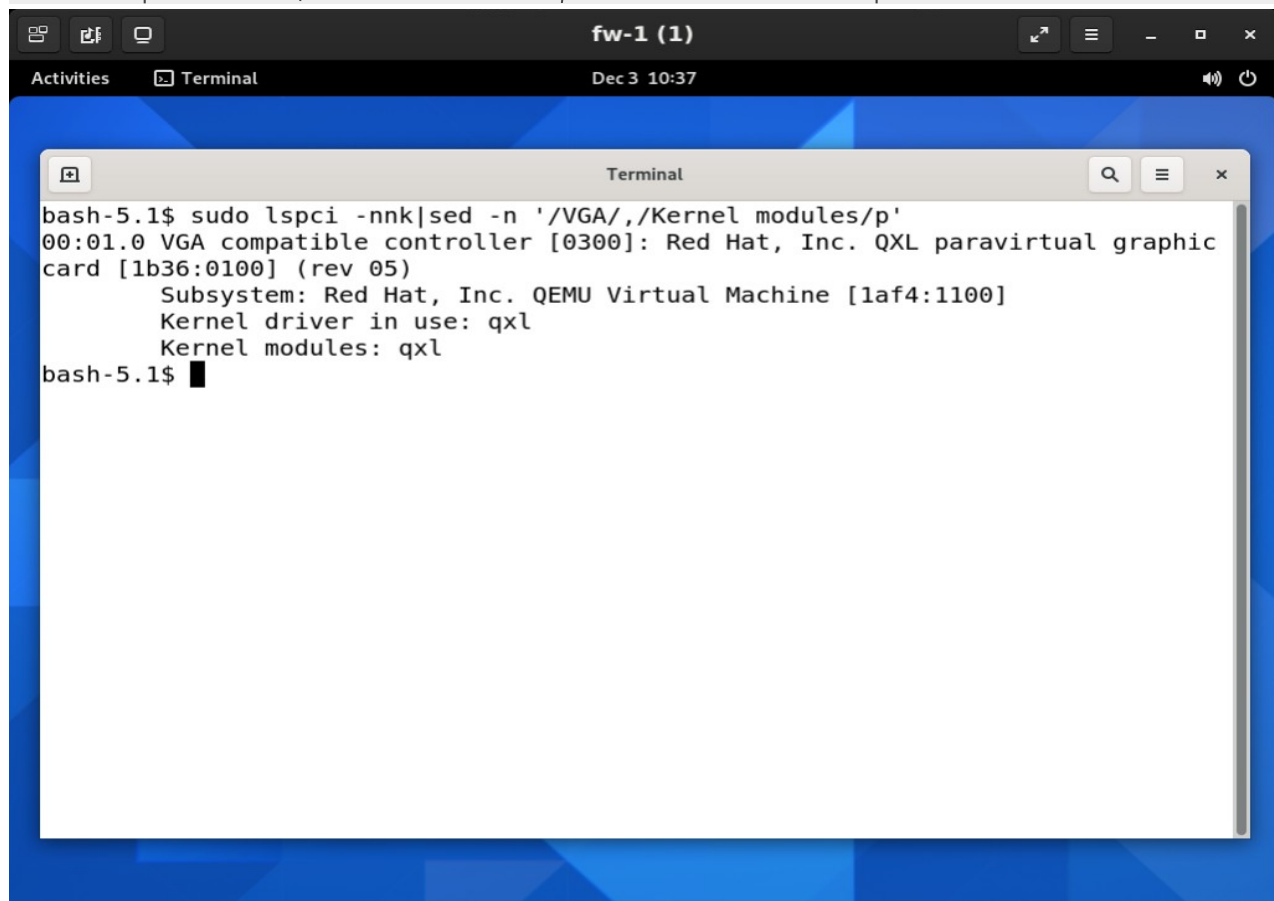 fw-1 (1)
Activities Terminal Dec 3 10:37
Terminal
bash-5.1$ sudo lspci -nnk|sed -n '/VGA/,/Kernel modules/p'
00:01.0 VGA compatible controller [0300]: Red Hat, Inc. QXL paravirtual graphic
card [1b36:0100] (rev 05)
Subsystem: Red Hat, Inc. QEMU Virtual Machine [1af4:1100]
Kernel driver in use: qxl
Kernel modules: qxl
bash-5.1$